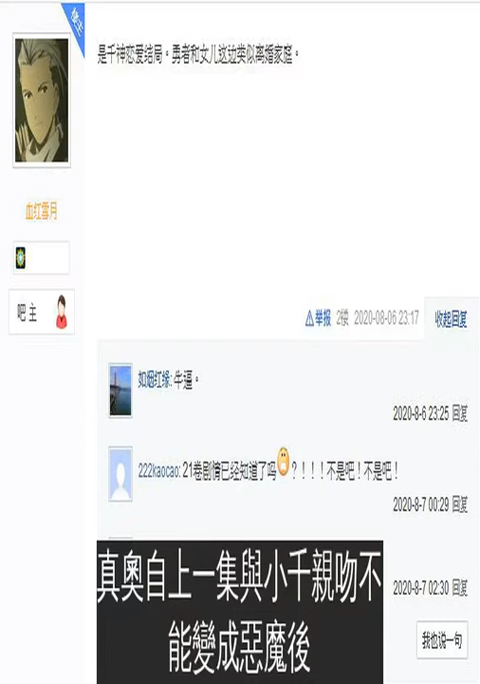 楼主
是千神恋爱结局。勇者和女儿这边类似离婚家庭。
血红雪月
吧主
举报 2楼 2020-08-06 23:17 收起回复
如烟红缘: 牛逼。
2020-8-6 23:25 回复
222kaocao: 21卷剧情已经知道了吗？！！！不是吧！不是吧！
2020-8-7 00:29 回复
2020-8-7 02:30 回复
我也说一句
真奧自上一集與小千親吻不
能變成惡魔後